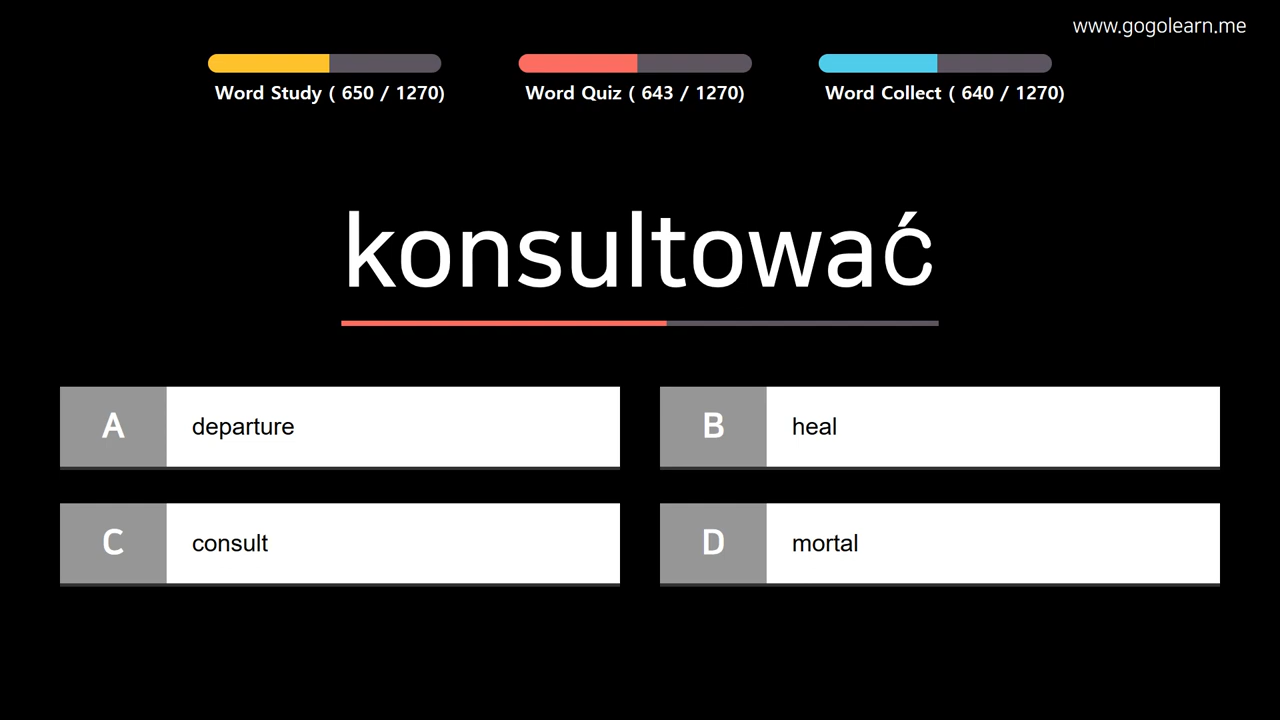 www.gogolearn.me
Word Study ( 650 / 1270)
Word Quiz ( 643 / 1270)
Word Collect ( 640 / 1270)
konsultować
A departure
B heal
C consult
D mortal